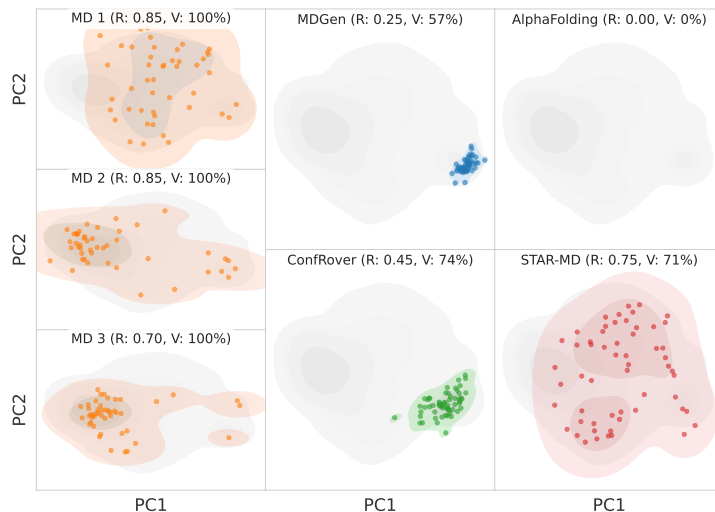 MD 1 (R: 0.85, V: 100%)
MDGen (R: 0.25, V: 57%)
AlphaFolding (R: 0.00, V: 0%)
PC2
MD 2 (R: 0.85, V: 100%)
PC2
ConfRover (R: 0.45, V: 74%)
STAR-MD (R: 0.75, V: 71%)
MD 3 (R: 0.70, V: 100%)
PC2
PC1
PC1
PC1